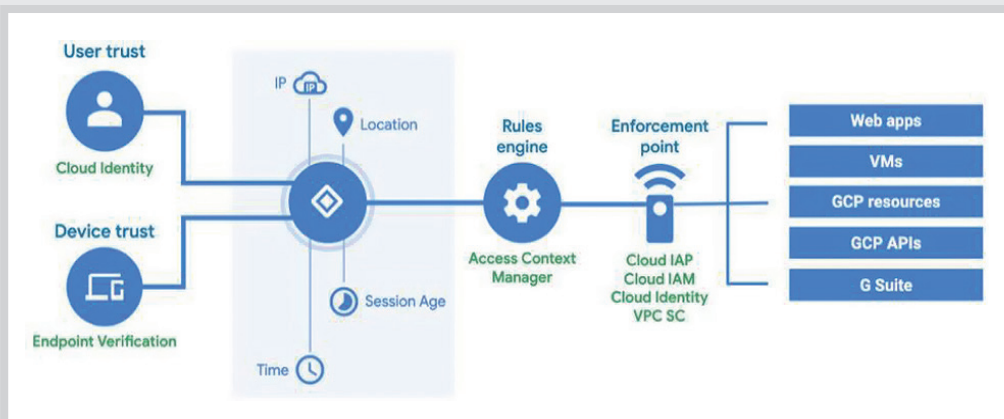 User trust
Cloud Identity
Device trust
Endpoint Verification
IP
IP
Location
Session Age
Time
Rules
engine
Access Context
Manager
Enforcement
point
Cloud IAP
Cloud IAM
Cloud Identity
VPC SC
Web apps
VMs
GCP resources
GCP APIs
G Suite